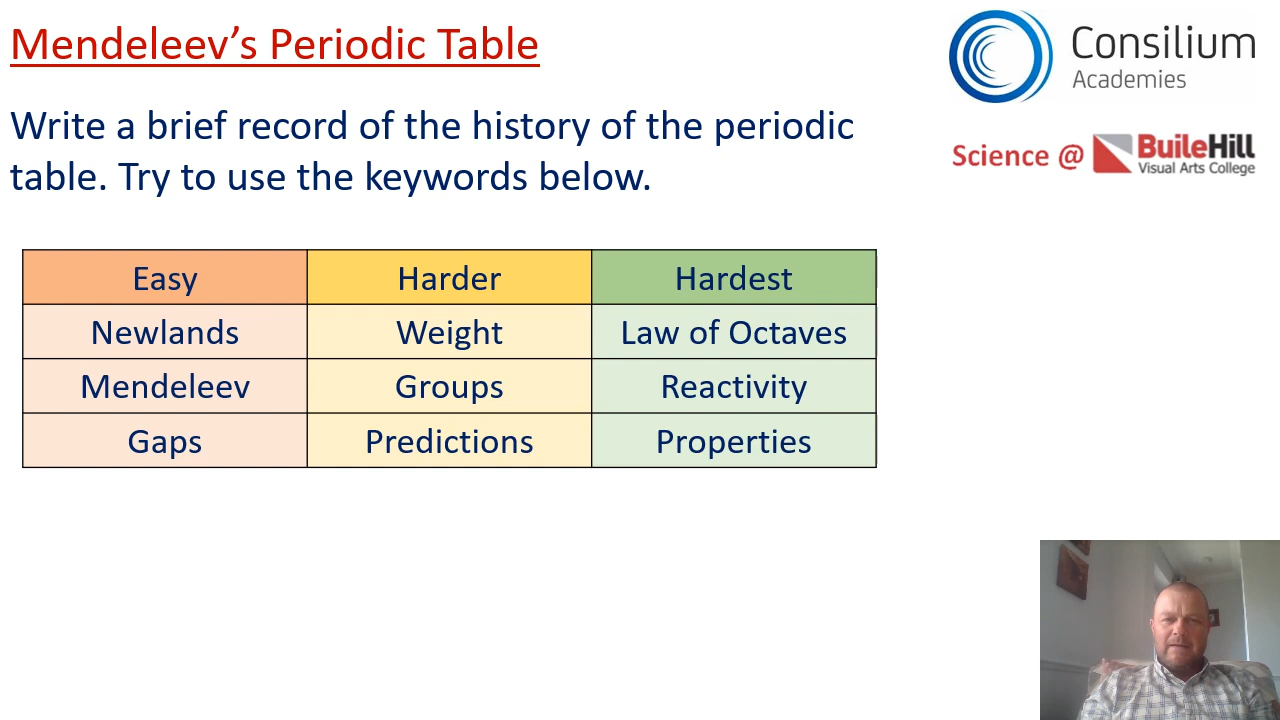 Mendeleev’s Periodic Table
Consilium
Academies
Write a brief record of the history of the periodic
table. Try to use the keywords below.
Science @ BuileHill
Visual Arts College
Easy Harder Hardest
Newlands Weight Law of Octaves
Mendeleev Groups Reactivity
Gaps Predictions Properties